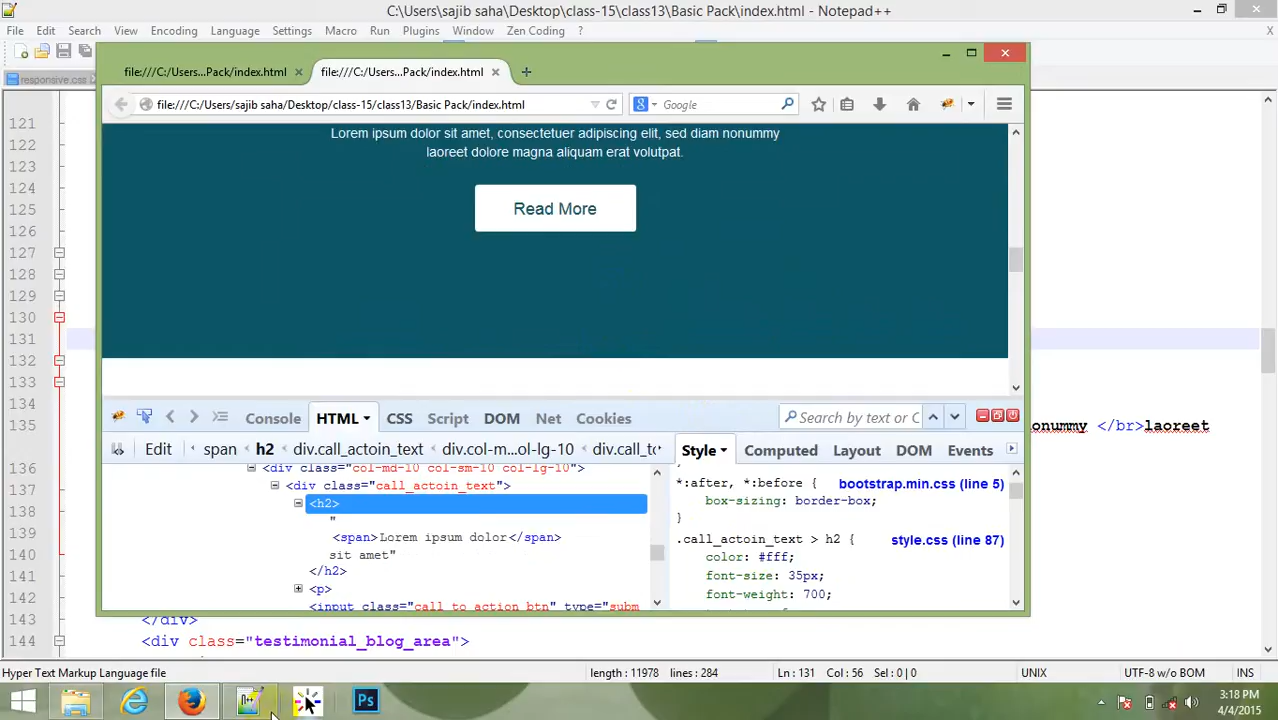 C:\Users\sajib saha\Desktop\class-15\class13\Basic Pack\index.html - Notepad++
File Edit Search View Encoding Language Settings Macro Run Plugins Window Zen Coding ?
responsive.css
file:///C:/Users...Pack/index.html
file:///C:/Users...Pack/index.html
file:///C:/Users/sajib saha/Desktop/class-15/class13/Basic Pack/index.html
Google
Lorem ipsum dolor sit amet, consectetuer adipiscing elit, sed diam nonummy
laoreet dolore magna aliquam erat volutpat.
Read More
Console HTML CSS Script DOM Net Cookies
Search by text or C
Edit span h2 div.call_actoin_text div.col-m...ol-lg-10 div.call_to
Style Computed Layout DOM Events
<div class="col-md-10 col-sm-10 col-lg-10">
<div class="call_actoin_text">
<h2>
"
<span>Lorem ipsum dolor</span>
sit amet"
</h2>
<p>
<input class="call to action btn" type="subm
*:after, *:before { bootstrap.min.css (line 5)
box-sizing: border-box;
}
.call_actoin_text > h2 { style.css (line 87)
color: #fff;
font-size: 35px;
font-weight: 700;
121
122
123
124
125
126
127
128
129
130
131
132
133
134
135 onummy </br>laoreet
136
137
138
139
140
141
142
143 </div>
144 <div class="testimonial_blog_area">
Hyper Text Markup Language file length : 11978 lines : 284 Ln : 131 Col : 56 Sel : 0 | 0 UNIX UTF-8 w/o BOM INS
Ps
3:18 PM
4/4/2015